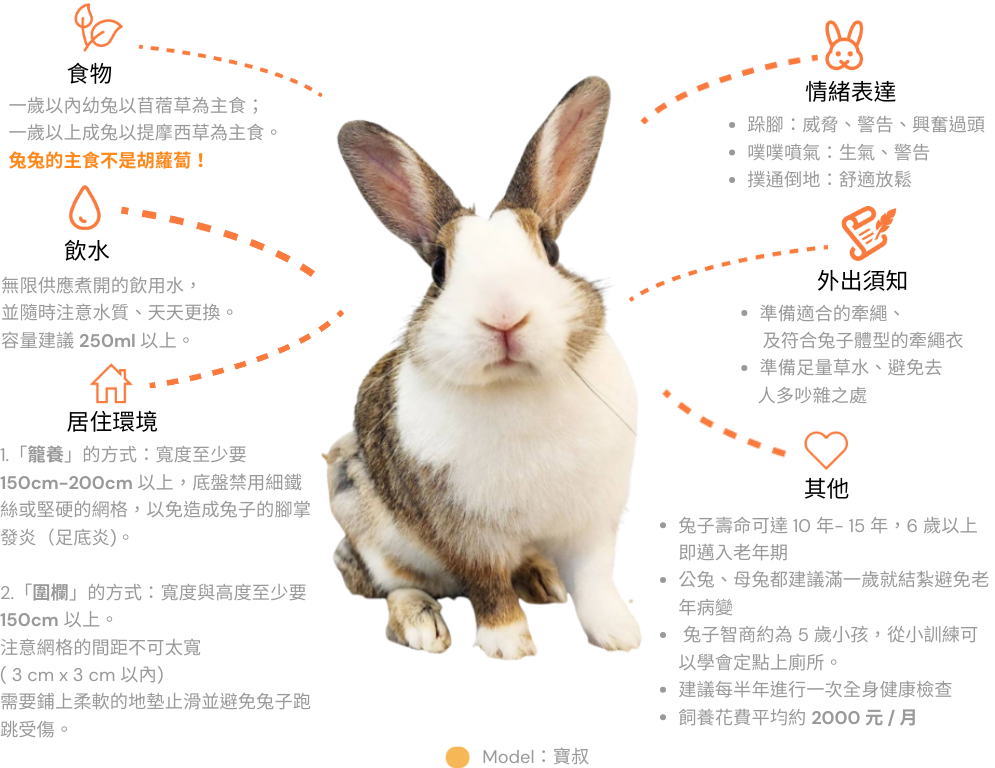 食物
一歲以內幼兔以苜蓿草為主食；
一歲以上成兔以提摩西草為主食。
兔兔的主食不是胡蘿蔔！
飲水
無限供應煮開的飲用水，
並隨時注意水質、天天更換。
容量建議 250ml 以上。
居住環境
1.「籠養」的方式：寬度至少要
150cm-200cm 以上，底盤禁用細鐵
絲或堅硬的網格，以免造成兔子的腳掌
發炎（足底炎)。
2.「圍欄」的方式：寬度與高度至少要
150cm 以上。
注意網格的間距不可太寬
( 3 cm x 3 cm 以內)
需要鋪上柔軟的地墊止滑並避免兔子跑
跳受傷。
情緒表達
• 跺腳：威脅、警告、興奮過頭
• 噗噗噴氣：生氣、警告
• 撲通倒地：舒適放鬆
外出須知
• 準備適合的牽繩、
及符合兔子體型的牽繩衣
• 準備足量草水、避免去
人多吵雜之處
其他
• 兔子壽命可達 10 年- 15 年，6 歲以上
即邁入老年期
• 公兔、母兔都建議滿一歲就結紮避免老
年病變
• 兔子智商約為 5 歲小孩，從小訓練可
以學會定點上廁所。
• 建議每半年進行一次全身健康檢查
• 飼養花費平均約 2000 元 / 月
Model：寶叔